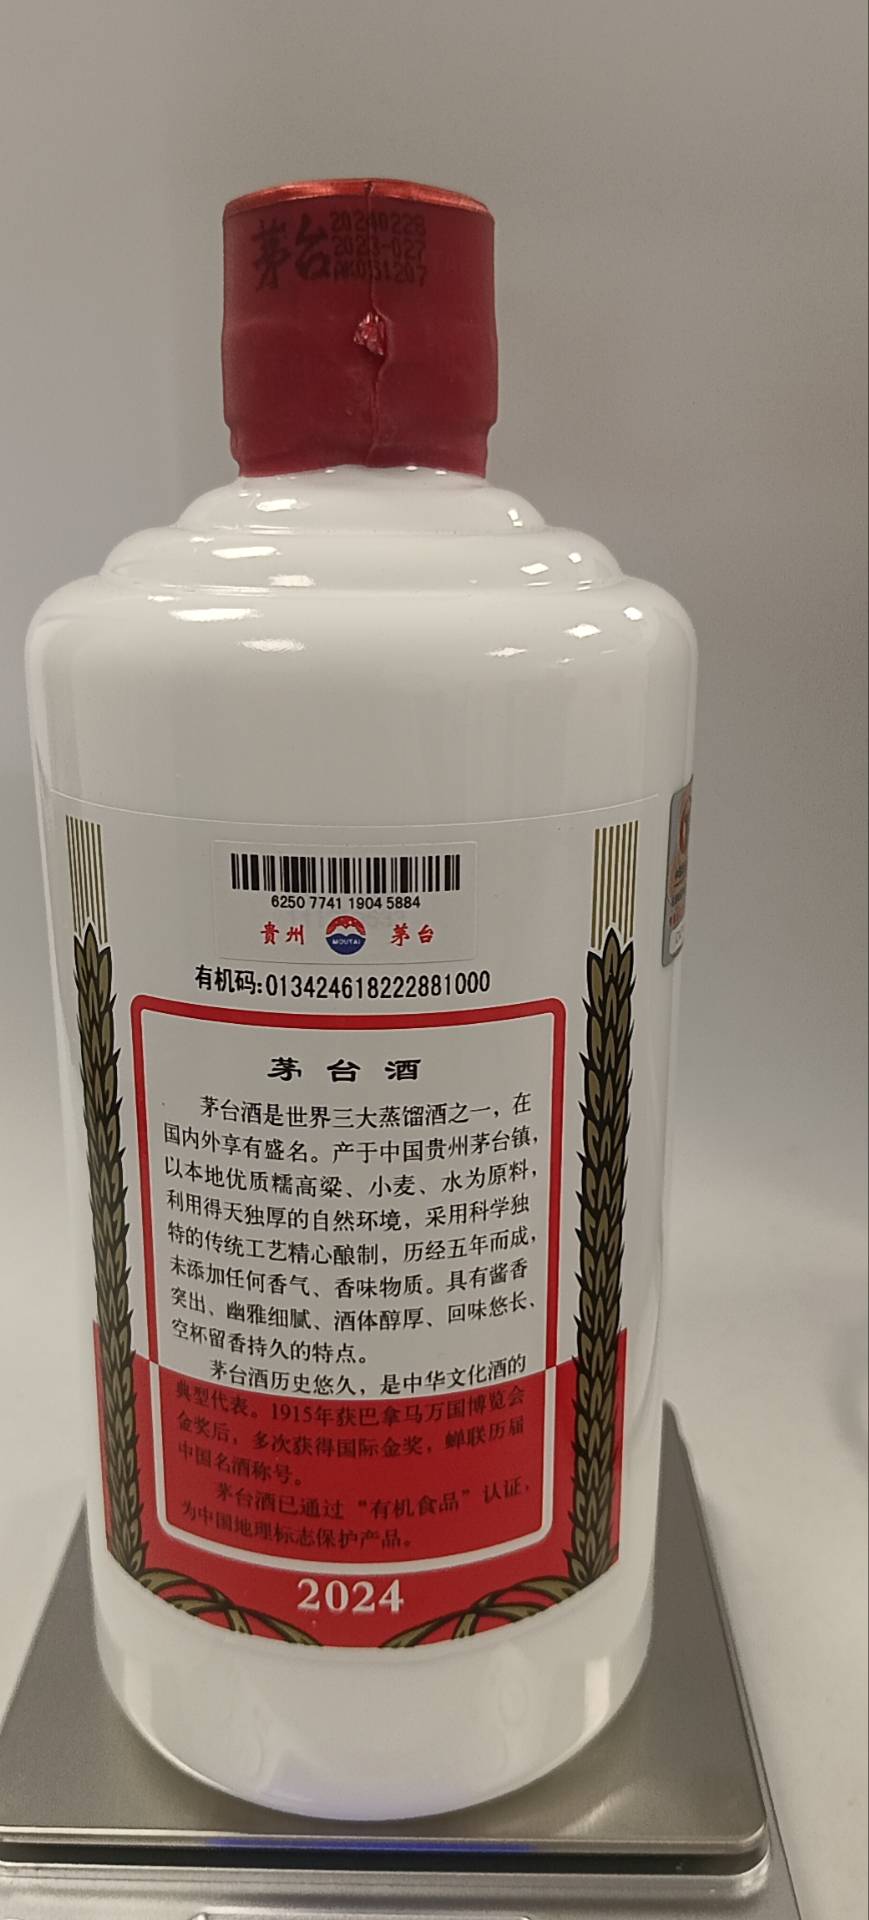 茅台
20240228
2023-027
6250 7741 1904 5884
貴州 MOUTAI 茅台
有机码:013424618222881000
茅台酒
茅台酒是世界三大蒸馏酒之一，在
国内外享有盛名。产于中国贵州茅台镇，
以本地优质糯高粱、小麦、水为原料，
利用得天独厚的自然环境，采用科学独
特的传统工艺精心酿制，历经五年而成，
未添加任何香气、香味物质。具有酱香
突出、幽雅细腻、酒体醇厚、回味悠长、
空杯留香持久的特点。
茅台酒历史悠久，是中华文化酒的
典型代表。1915年获巴拿马万国博览会
金奖后，多次获得国际金奖，蝉联历届
中国名酒称号。
茅台酒已通过“有机食品”认证，
为中国地理标志保护产品。
2024